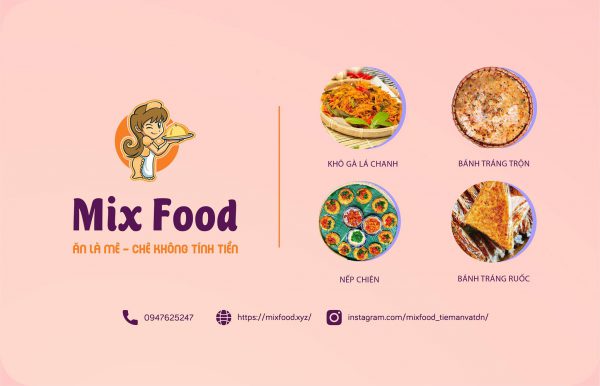 Mix Food
ĂN LÀ MÊ – CHÊ KHÔNG TÍNH TIỀN
KHÔ GÀ LÁ CHANH
BÁNH TRÁNG TRỘN
NẾP CHIÊN
BÁNH TRÁNG RUỐC
0947625247
https://mixfood.xyz/
instagram.com/mixfood_tiemanvatdn/